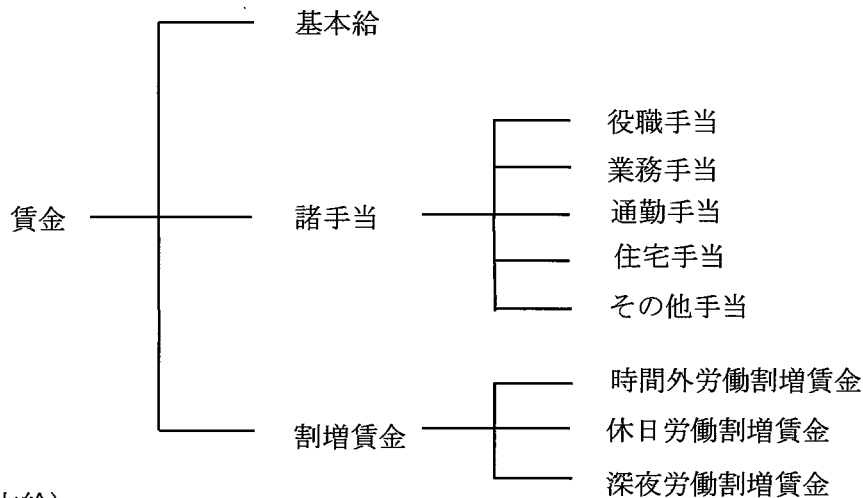 基本給
役職手当
業務手当
賃金
諸手当
通勤手当
住宅手当
その他手当
時間外労働割増賃金
割増賃金
休日労働割増賃金
深夜労働割増賃金
給）